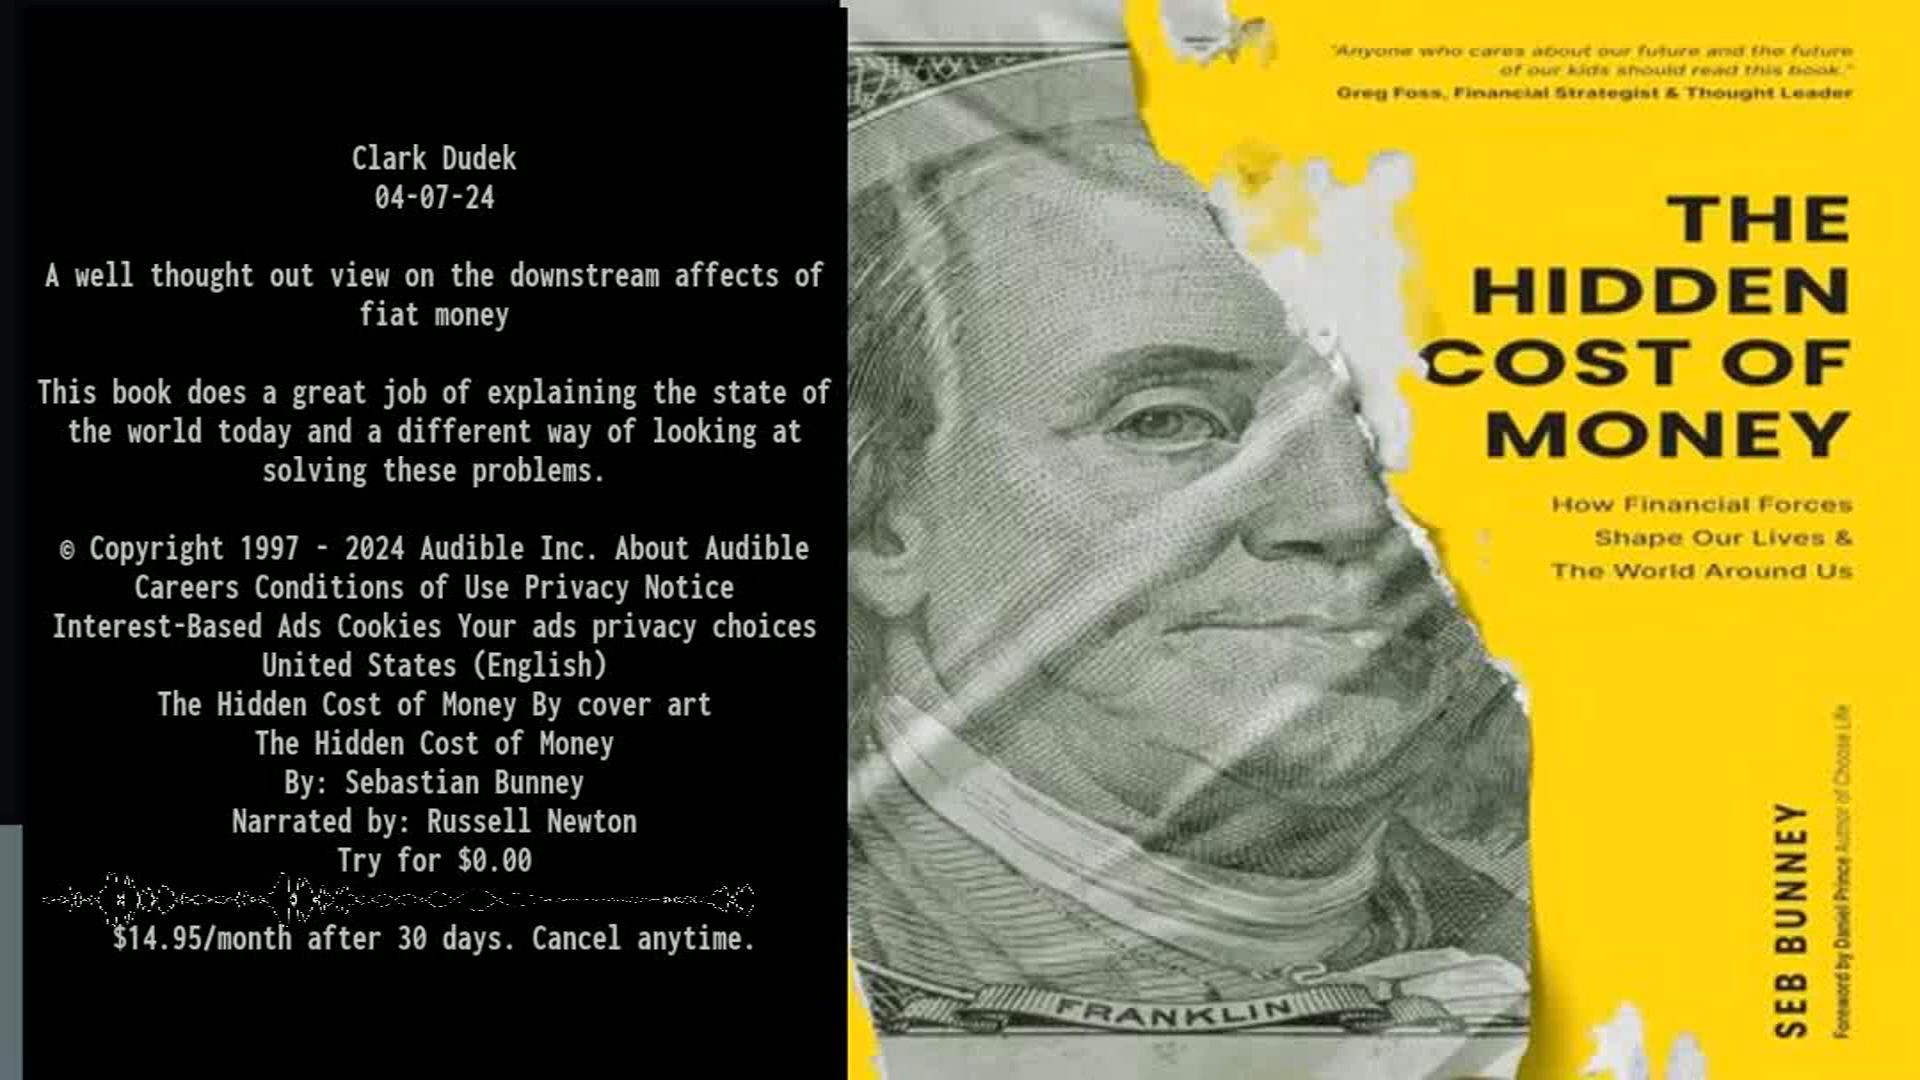 Clark Dudek
04-07-24
A well thought out view on the downstream affects of
fiat money
This book does a great job of explaining the state of
the world today and a different way of looking at
solving these problems.
© Copyright 1997 - 2024 Audible Inc. About Audible
Careers Conditions of Use Privacy Notice
Interest-Based Ads Cookies Your ads privacy choices
United States (English)
The Hidden Cost of Money By cover art
The Hidden Cost of Money
By: Sebastian Bunney
Narrated by: Russell Newton
Try for $0.00
$14.95/month after 30 days. Cancel anytime.
"Anyone who cares about our future and the future
of our kids should read this book."
Greg Foss, Financial Strategist & Thought Leader
THE
HIDDEN
COST OF
MONEY
How Financial Forces
Shape Our Lives &
The World Around Us
SEB BUNNEY
Foreword by Daniel Prince Author of Choose Life
FRANKLIN